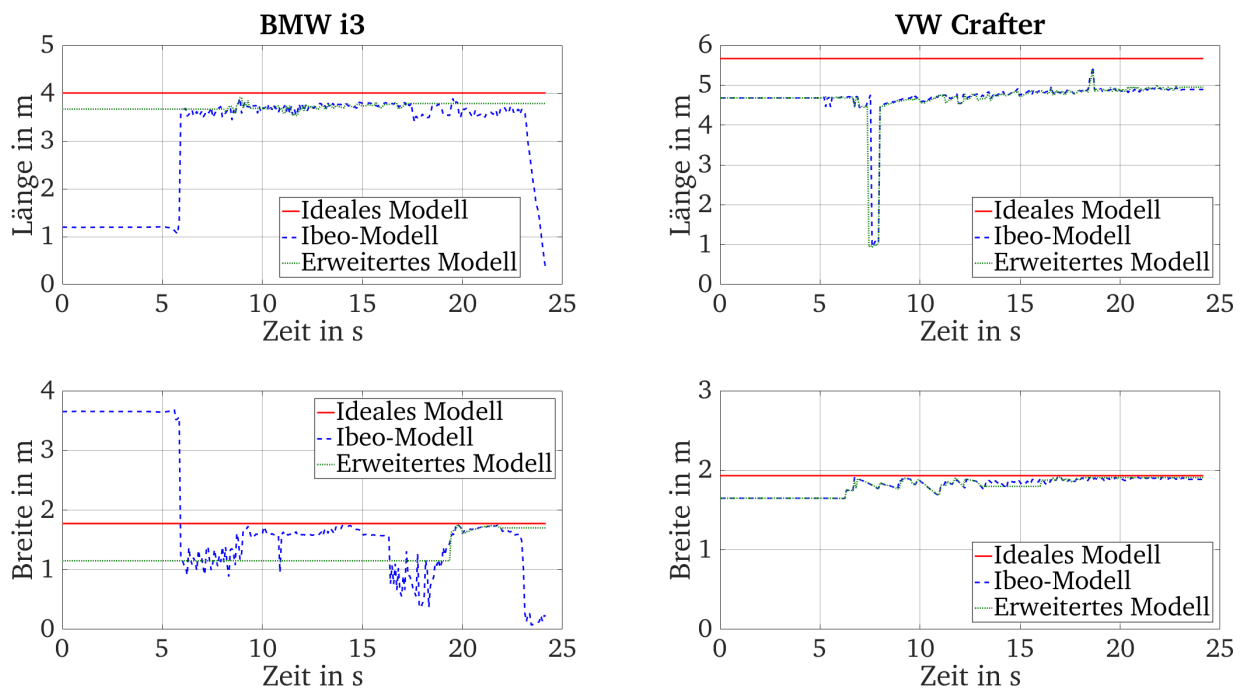 BMW i3
5
4
3
2
1
0
Länge in m
Ideales Modell
Ibeo-Modell
Erweitertes Modell
0 5 10 15 20 25
Zeit in s
VW Crafter
6
5
4
3
2
1
0
Länge in m
Ideales Modell
Ibeo-Modell
Erweitertes Modell
0 5 10 15 20 25
Zeit in s
4
3
2
1
0
Breite in m
Ideales Modell
Ibeo-Modell
Erweitertes Modell
0 5 10 15 20 25
Zeit in s
3
2
1
0
Breite in m
Ideales Modell
Ibeo-Modell
Erweitertes Modell
0 5 10 15 20 25
Zeit in s